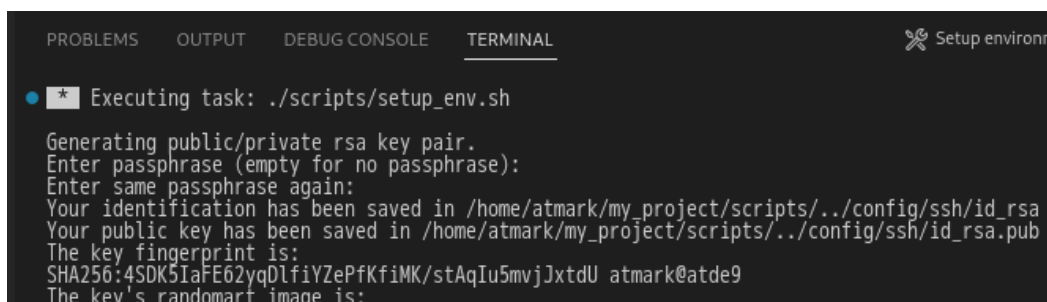 PROBLEMS OUTPUT DEBUG CONSOLE TERMINAL Setup environm
* Executing task: ./scripts/setup_env.sh
Generating public/private rsa key pair.
Enter passphrase (empty for no passphrase):
Enter same passphrase again:
Your identification has been saved in /home/atmark/my_project/scripts/../config/ssh/id_rsa
Your public key has been saved in /home/atmark/my_project/scripts/../config/ssh/id_rsa.pub
The key fingerprint is:
SHA256:4SDK5IaFE62yqDlfiYZePfKfiMK/stAqIu5mvjJxtdU atmark@atde9
The key's randomart image is: